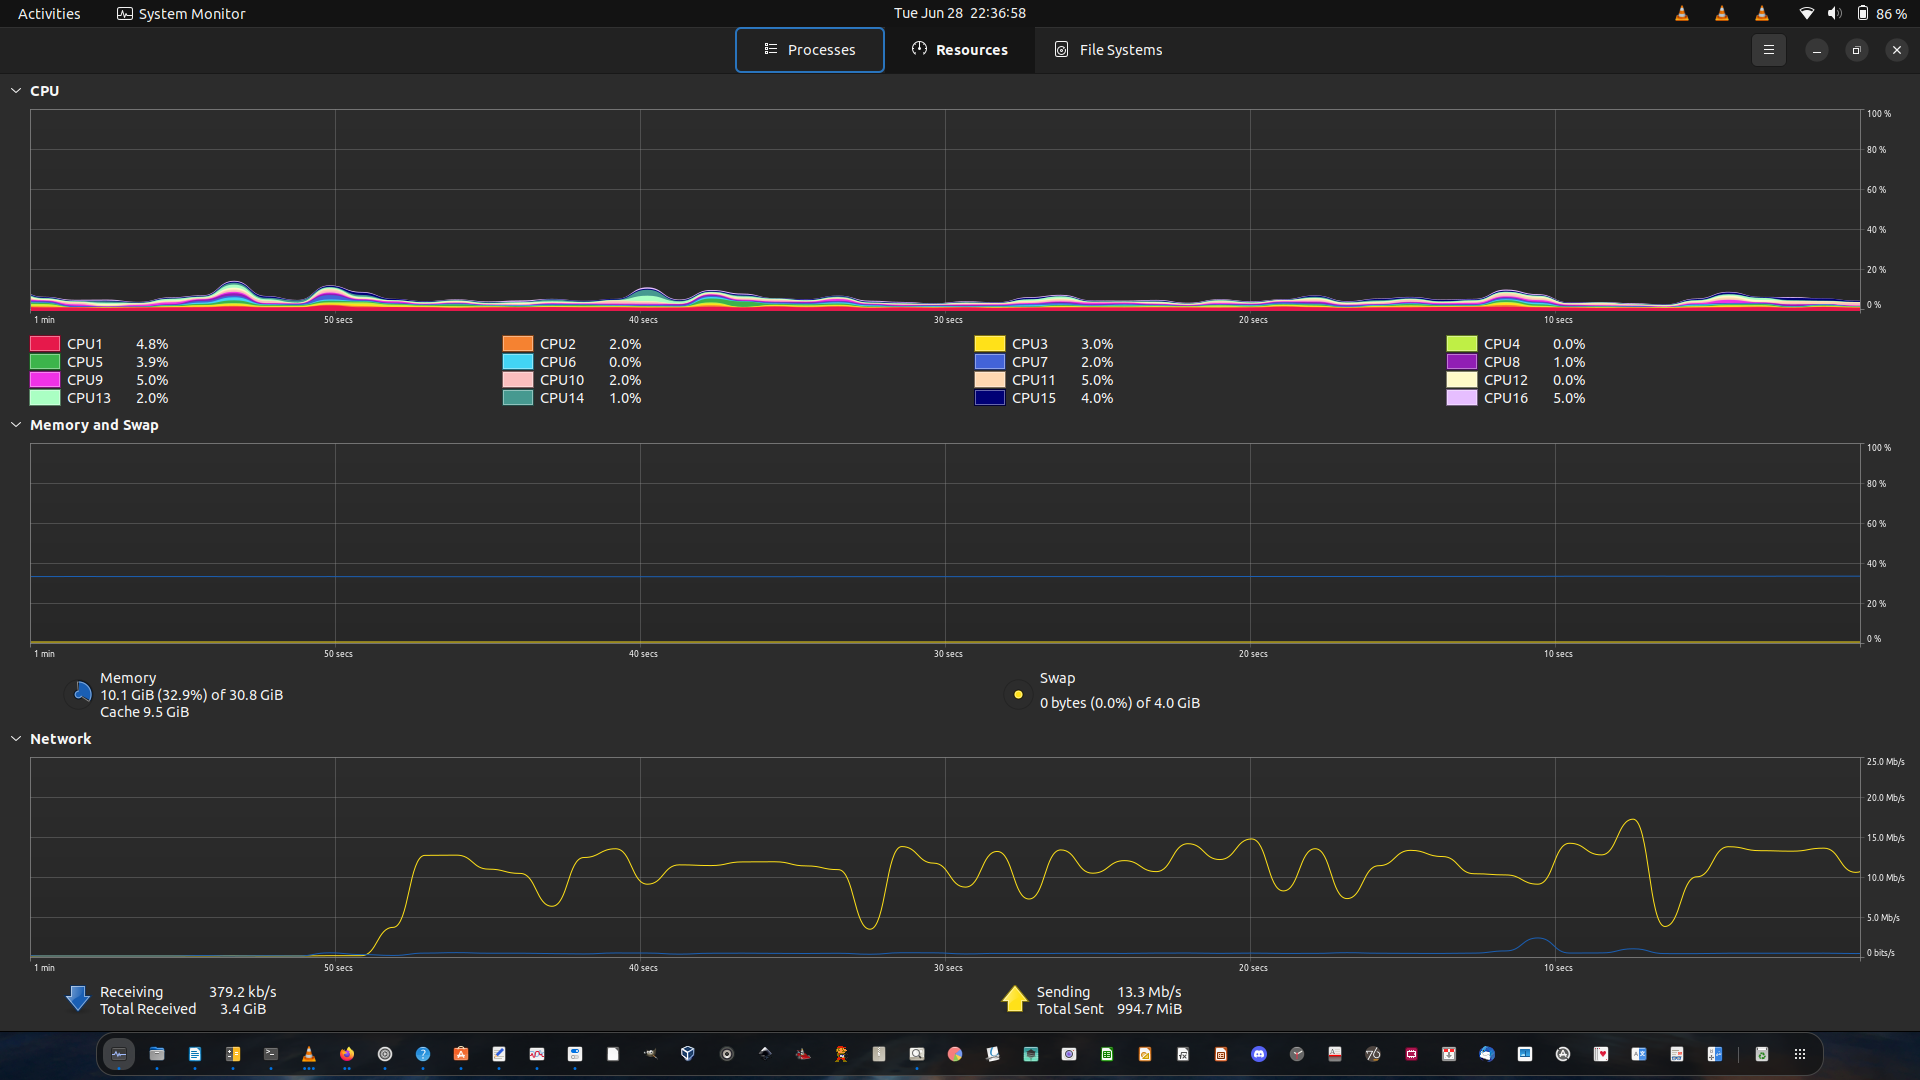 Activities System Monitor Tue Jun 28 22:36:58 86 %
Processes Resources File Systems
CPU
100 %
80 %
60 %
40 %
20 %
0 %
1 min 50 secs 40 secs 30 secs 20 secs 10 secs
CPU1 4.8% CPU2 2.0% CPU3 3.0% CPU4 0.0%
CPU5 3.9% CPU6 0.0% CPU7 2.0% CPU8 1.0%
CPU9 5.0% CPU10 2.0% CPU11 5.0% CPU12 0.0%
CPU13 2.0% CPU14 1.0% CPU15 4.0% CPU16 5.0%
Memory and Swap
100 %
80 %
60 %
40 %
20 %
0 %
1 min 50 secs 40 secs 30 secs 20 secs 10 secs
Memory
10.1 GiB (32.9%) of 30.8 GiB
Cache 9.5 GiB
Swap
0 bytes (0.0%) of 4.0 GiB
Network
25.0 Mb/s
20.0 Mb/s
15.0 Mb/s
10.0 Mb/s
5.0 Mb/s
0 bits/s
1 min 50 secs 40 secs 30 secs 20 secs 10 secs
Receiving 379.2 kb/s
Total Received 3.4 GiB
Sending 13.3 Mb/s
Total Sent 994.7 MiB
76